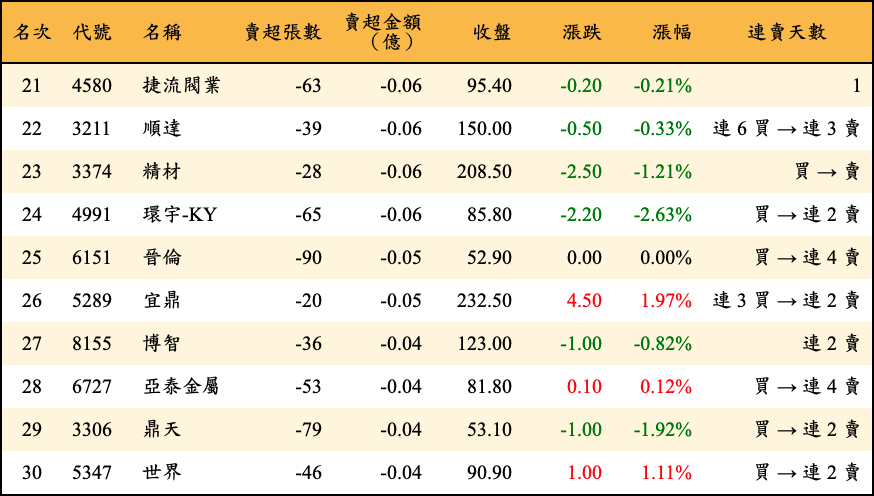 名次 代號 名稱 賣超張數 賣超金額（億） 收盤 漲跌 漲幅 連賣天數
21 4580 捷流閥業 -63 -0.06 95.40 -0.20 -0.21% 1
22 3211 順達 -39 -0.06 150.00 -0.50 -0.33% 連 6 買 → 連 3 賣
23 3374 精材 -28 -0.06 208.50 -2.50 -1.21% 買 → 賣
24 4991 環宇-KY -65 -0.06 85.80 -2.20 -2.63% 買 → 連 2 賣
25 6151 晉倫 -90 -0.05 52.90 0.00 0.00% 買 → 連 4 賣
26 5289 宜鼎 -20 -0.05 232.50 4.50 1.97% 連 3 買 → 連 2 賣
27 8155 博智 -36 -0.04 123.00 -1.00 -0.82% 連 2 賣
28 6727 亞泰金屬 -53 -0.04 81.80 0.10 0.12% 買 → 連 4 賣
29 3306 鼎天 -79 -0.04 53.10 -1.00 -1.92% 買 → 連 2 賣
30 5347 世界 -46 -0.04 90.90 1.00 1.11% 買 → 連 2 賣